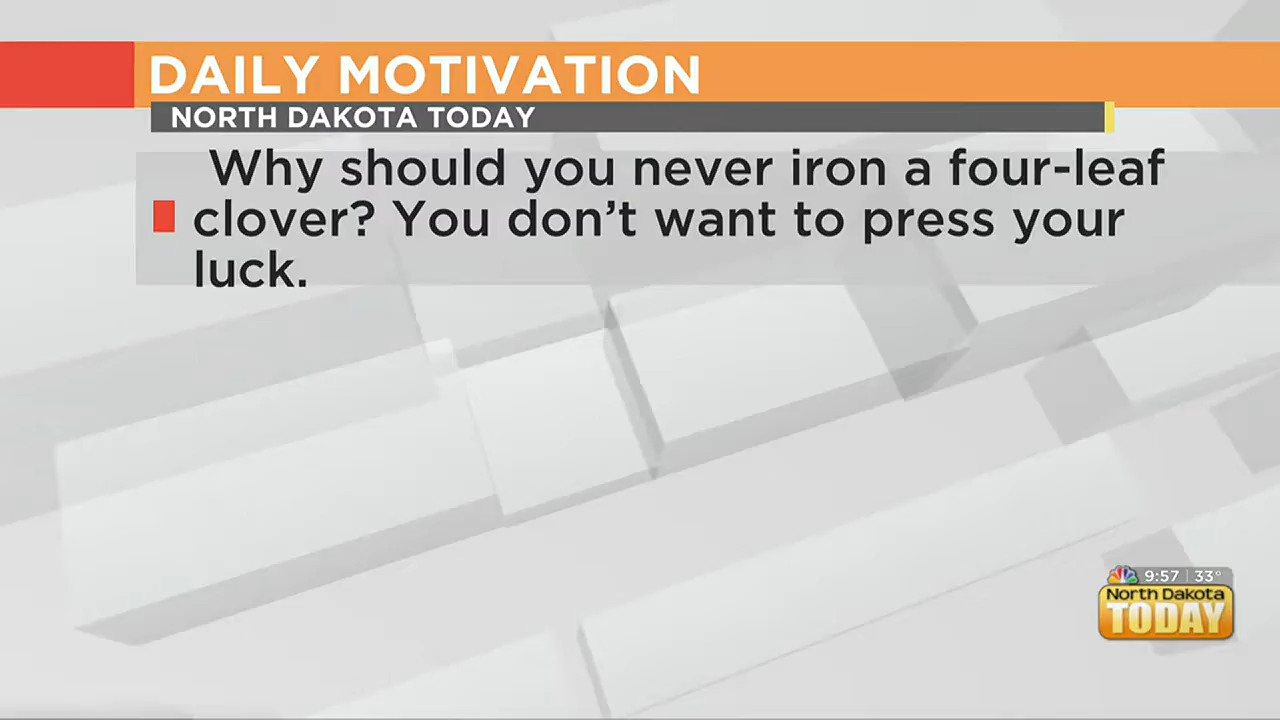 DAILY MOTIVATION
NORTH DAKOTA TODAY
Why should you never iron a four-leaf
clover? You don’t want to press your
luck.
9:57 | 33°
North Dakota
TODAY